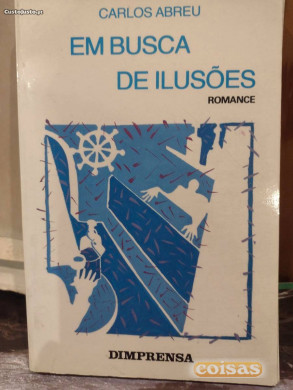 CustoJusto.pt
CARLOS ABREU
EM BUSCA
DE ILUSÕES
ROMANCE
DIMPRENSA
coisas